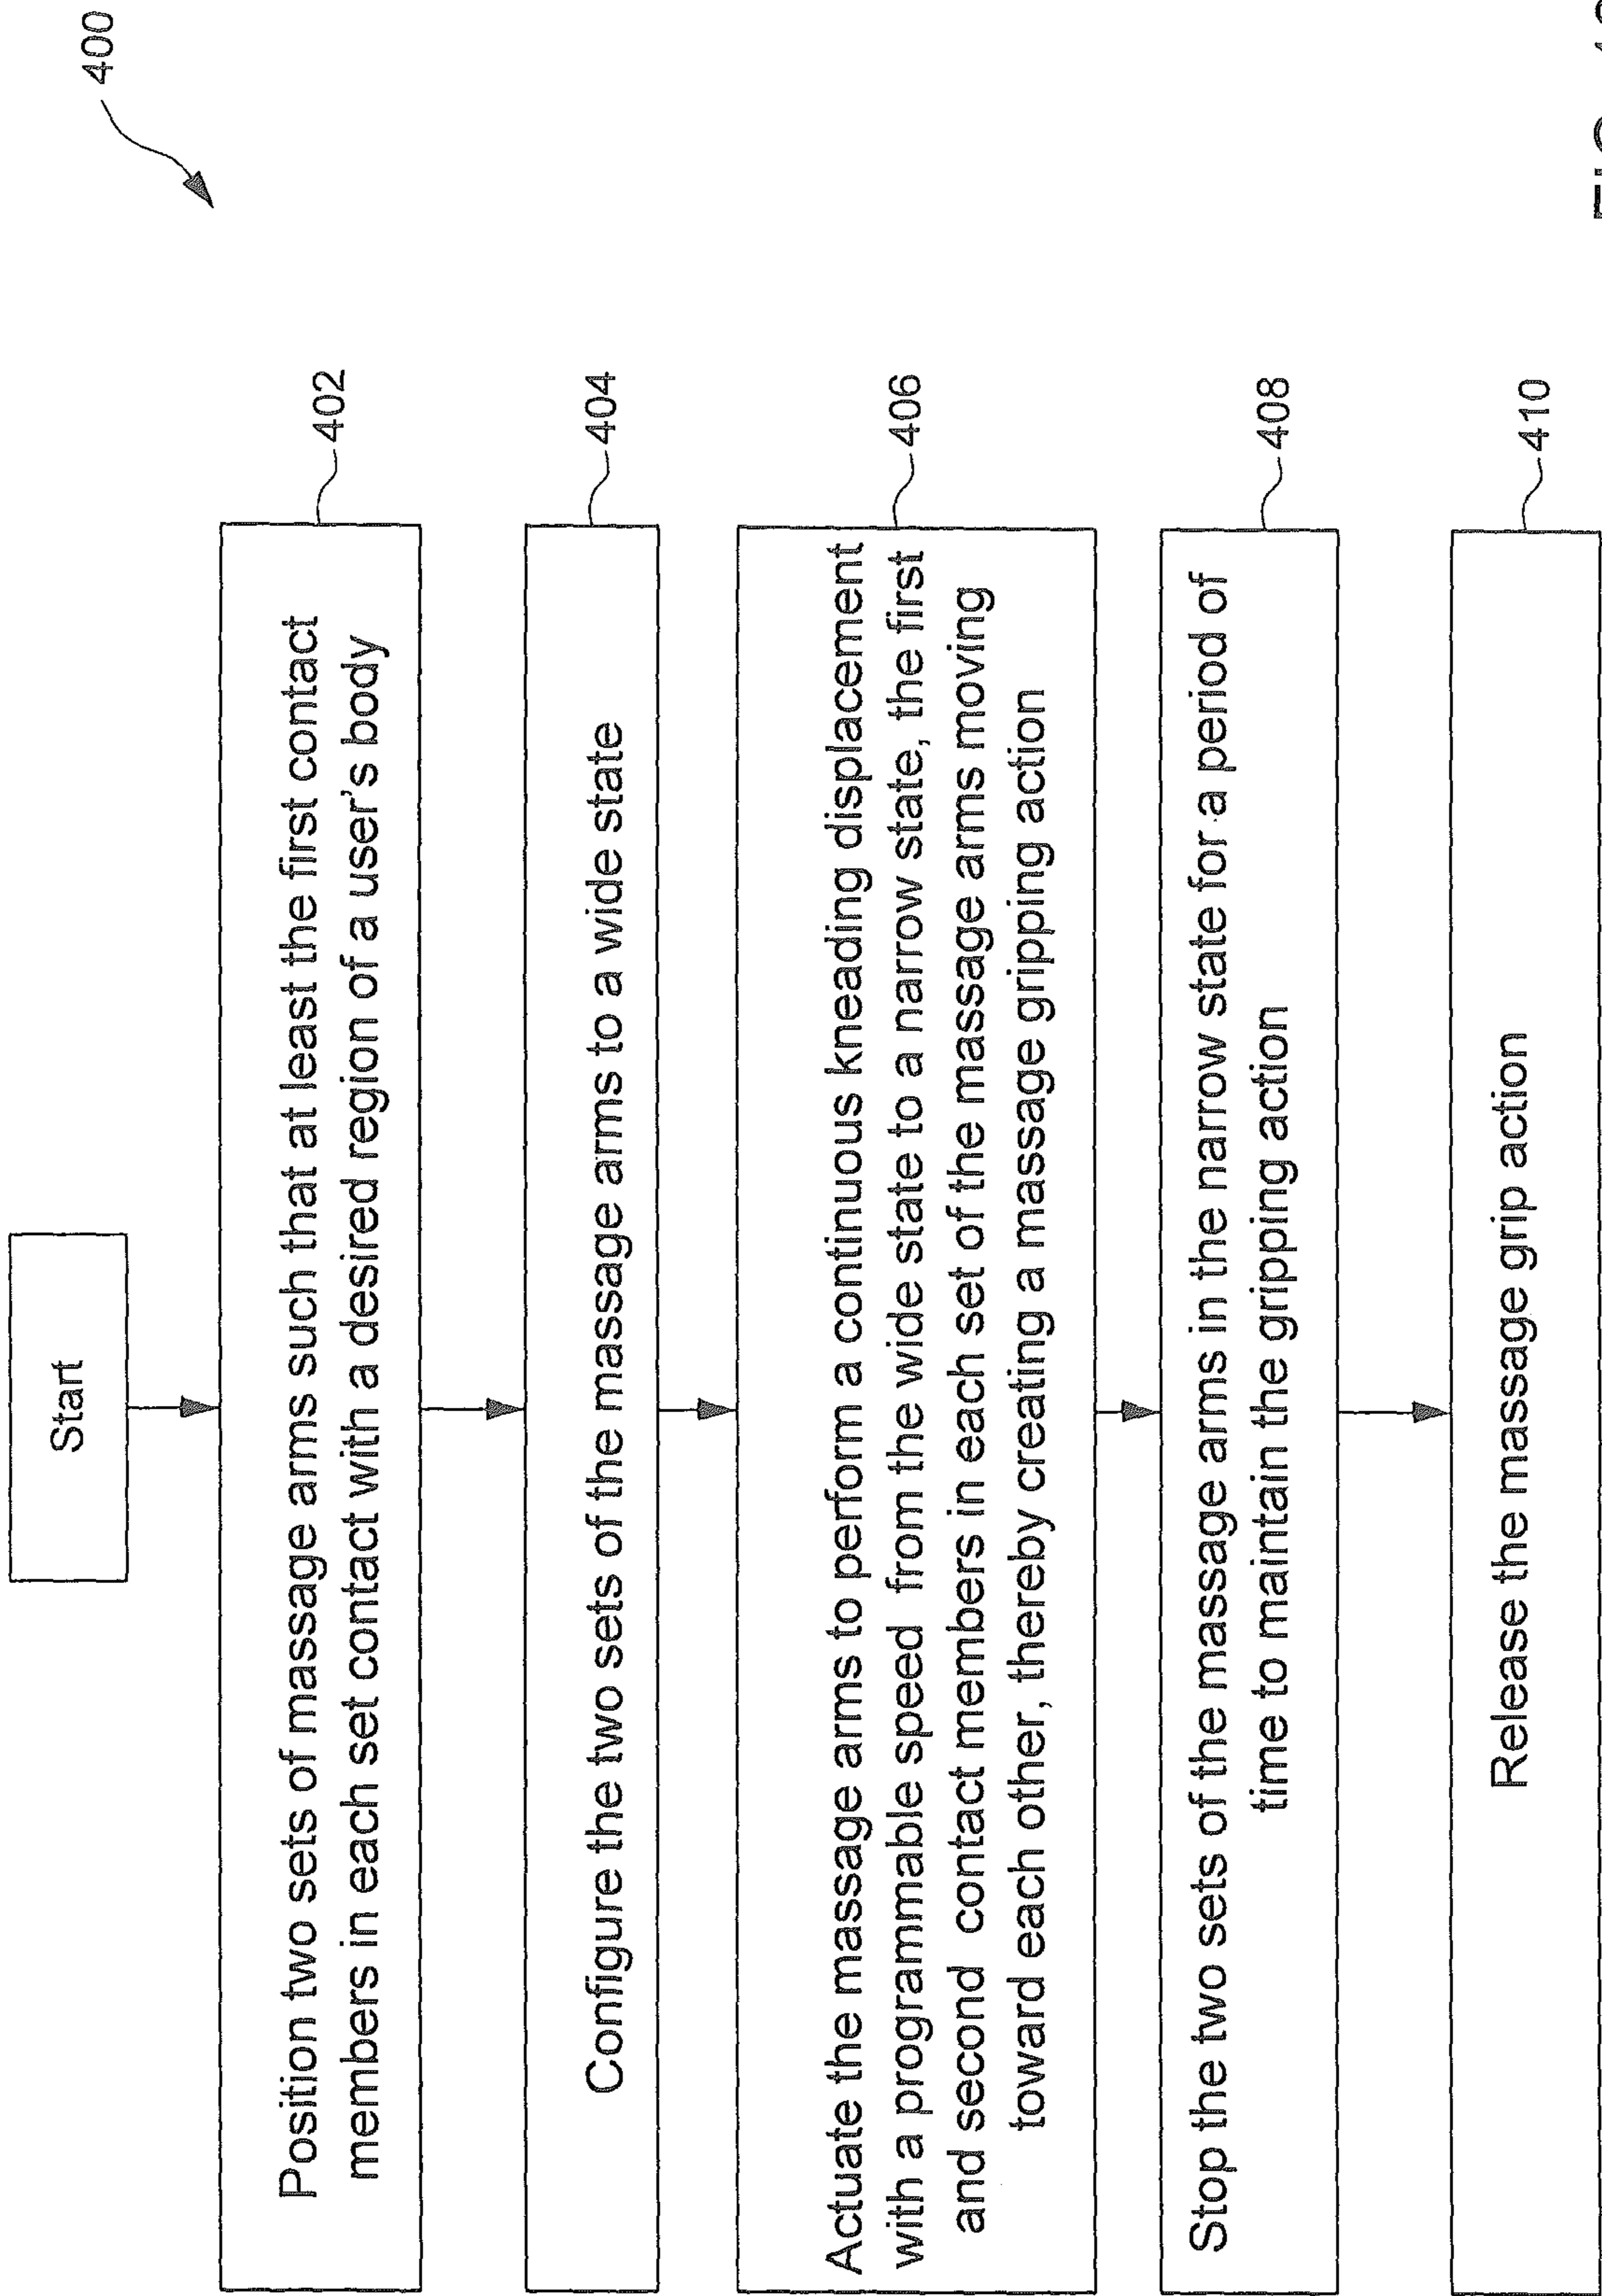 400
Start
Position two sets of massage arms such that at least the first contact
members in each set contact with a desired region of a user's body
402
Configure the two sets of the massage arms to a wide state
404
Actuate the massage arms to perform a continuous kneading displacement
with a programmable speed from the wide state to a narrow state, the first
and second contact members in each set of the massage arms moving
toward each other, thereby creating a massage gripping action
406
Stop the two sets of the massage arms in the narrow state for a period of
time to maintain the gripping action
408
Release the massage grip action
410